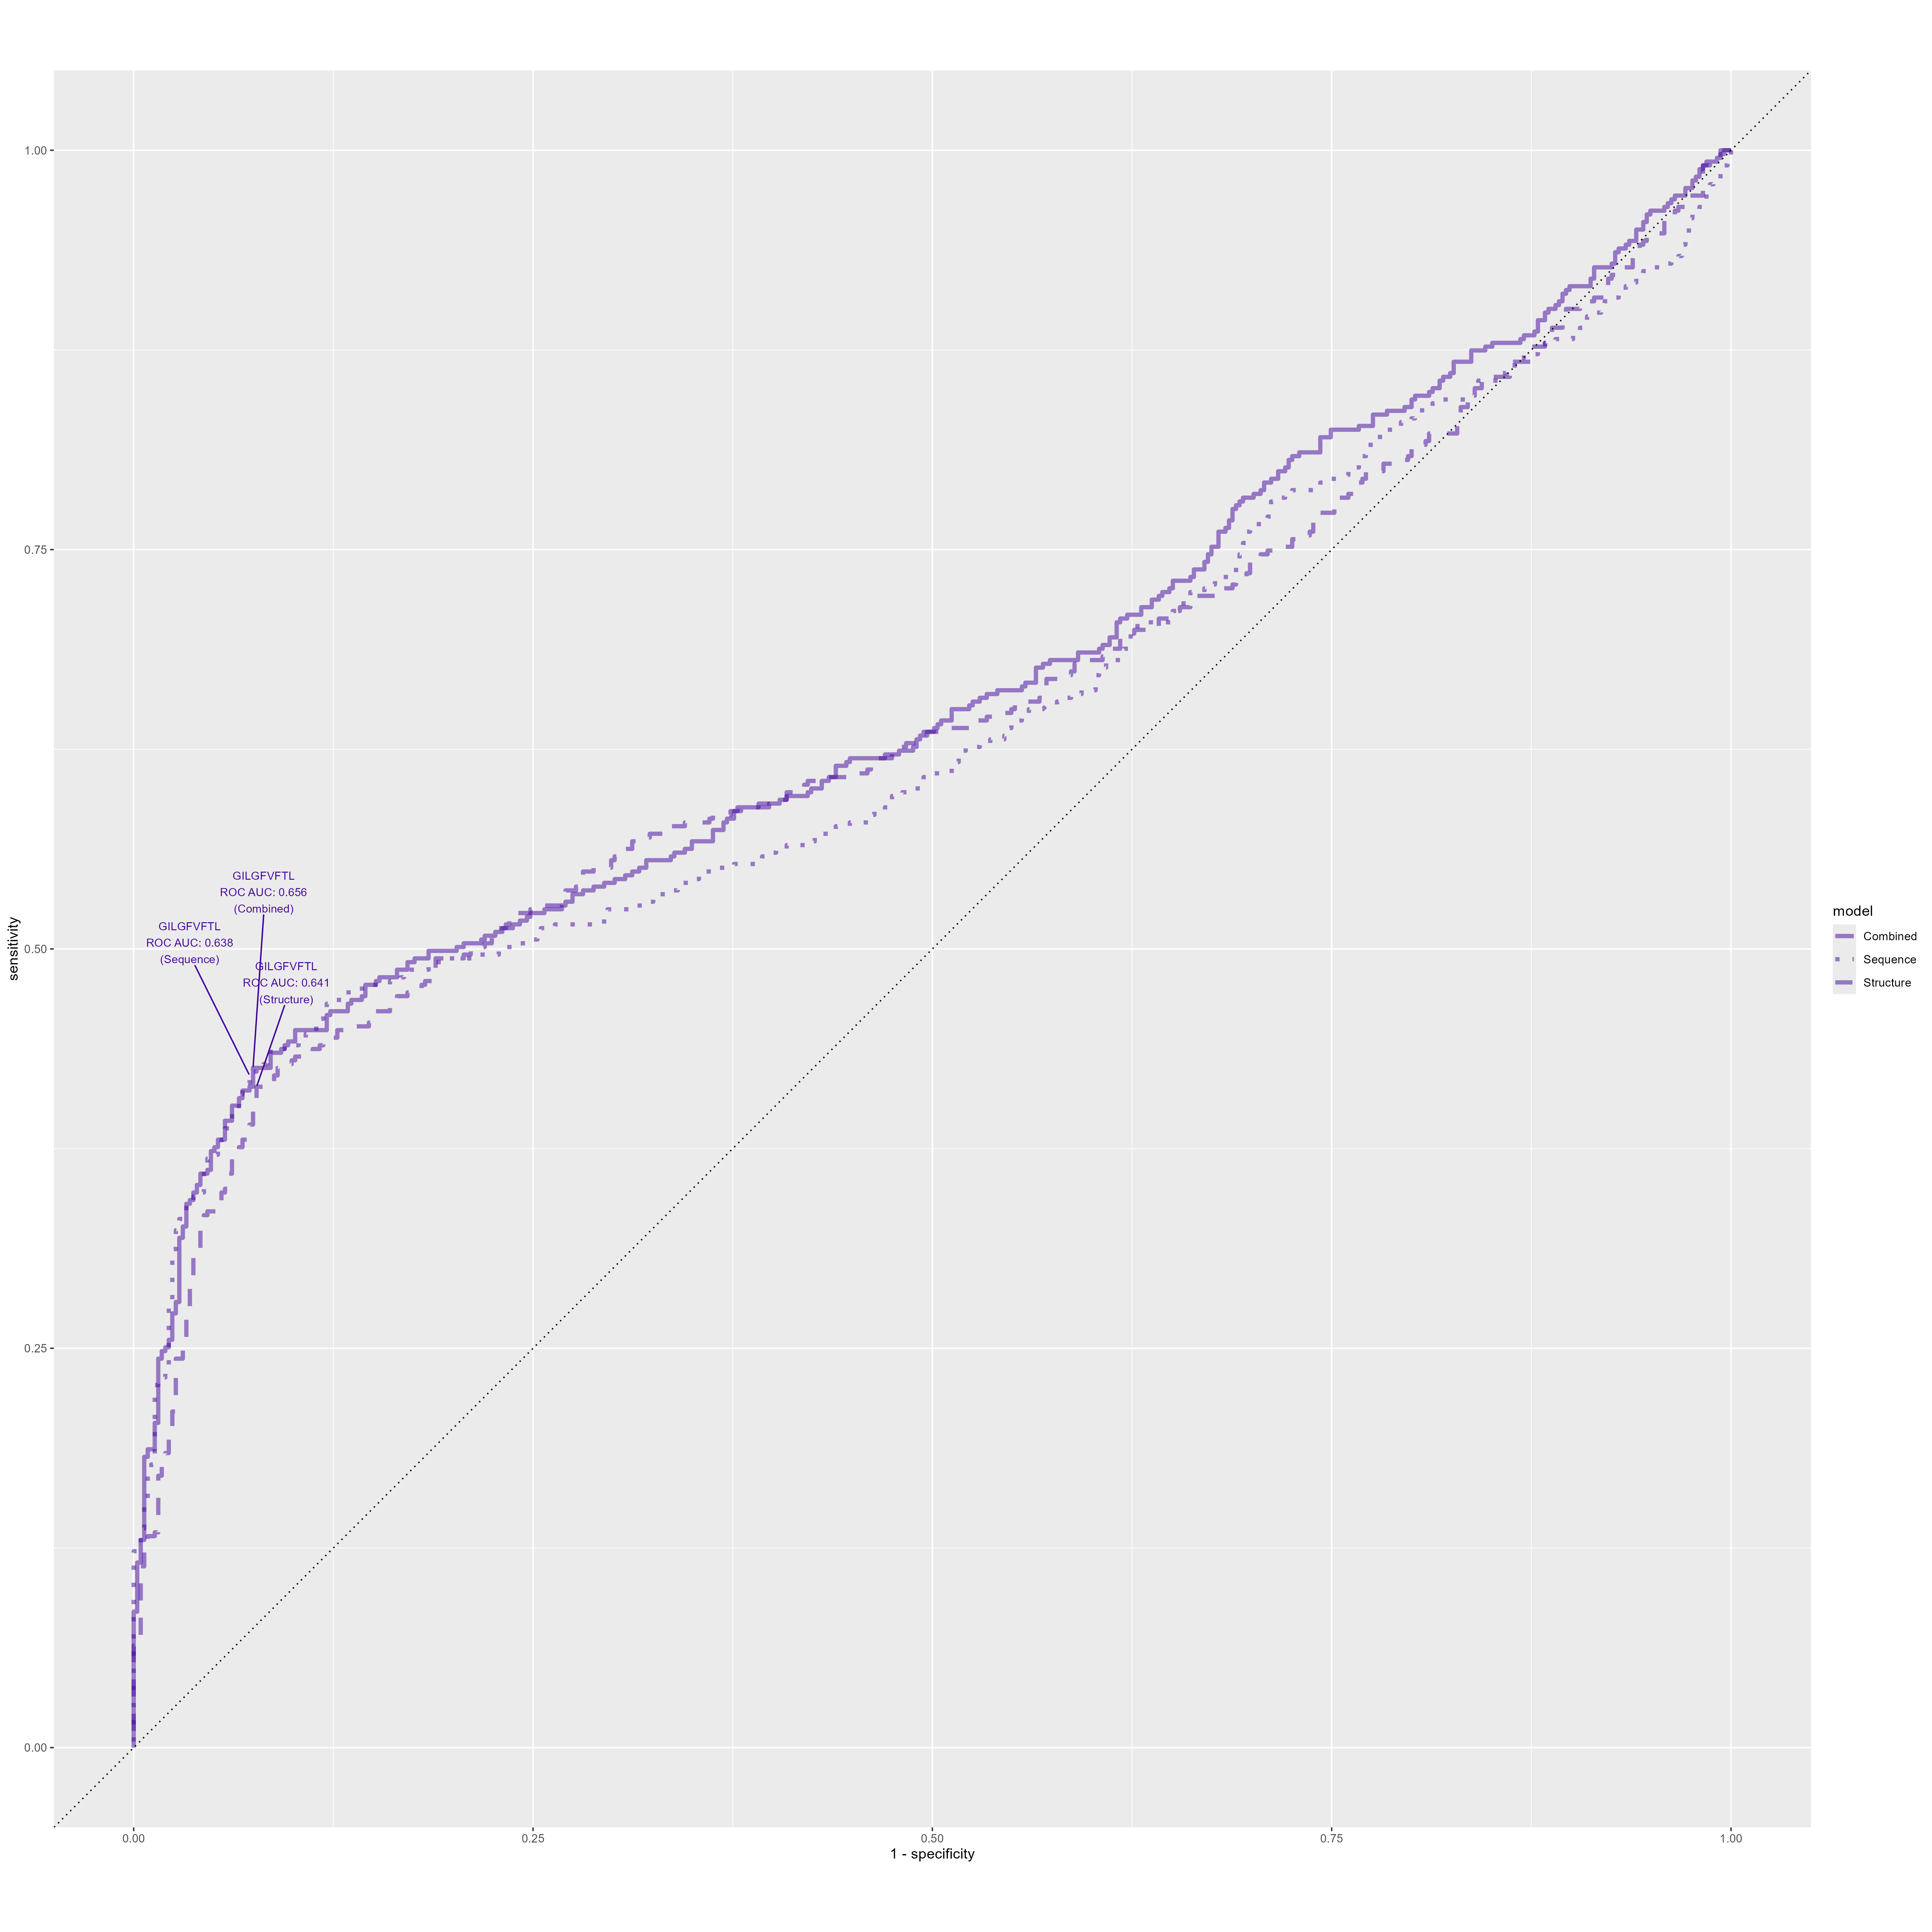 1.00
0.75
0.50
0.25
0.00
sensitivity
GILGFVFTL
ROC AUC: 0.656
(Combined)
GILGFVFTL
ROC AUC: 0.638
(Sequence)
GILGFVFTL
ROC AUC: 0.641
(Structure)
0.00
0.25
0.50
0.75
1.00
1 - specificity
model
Combined
Sequence
Structure